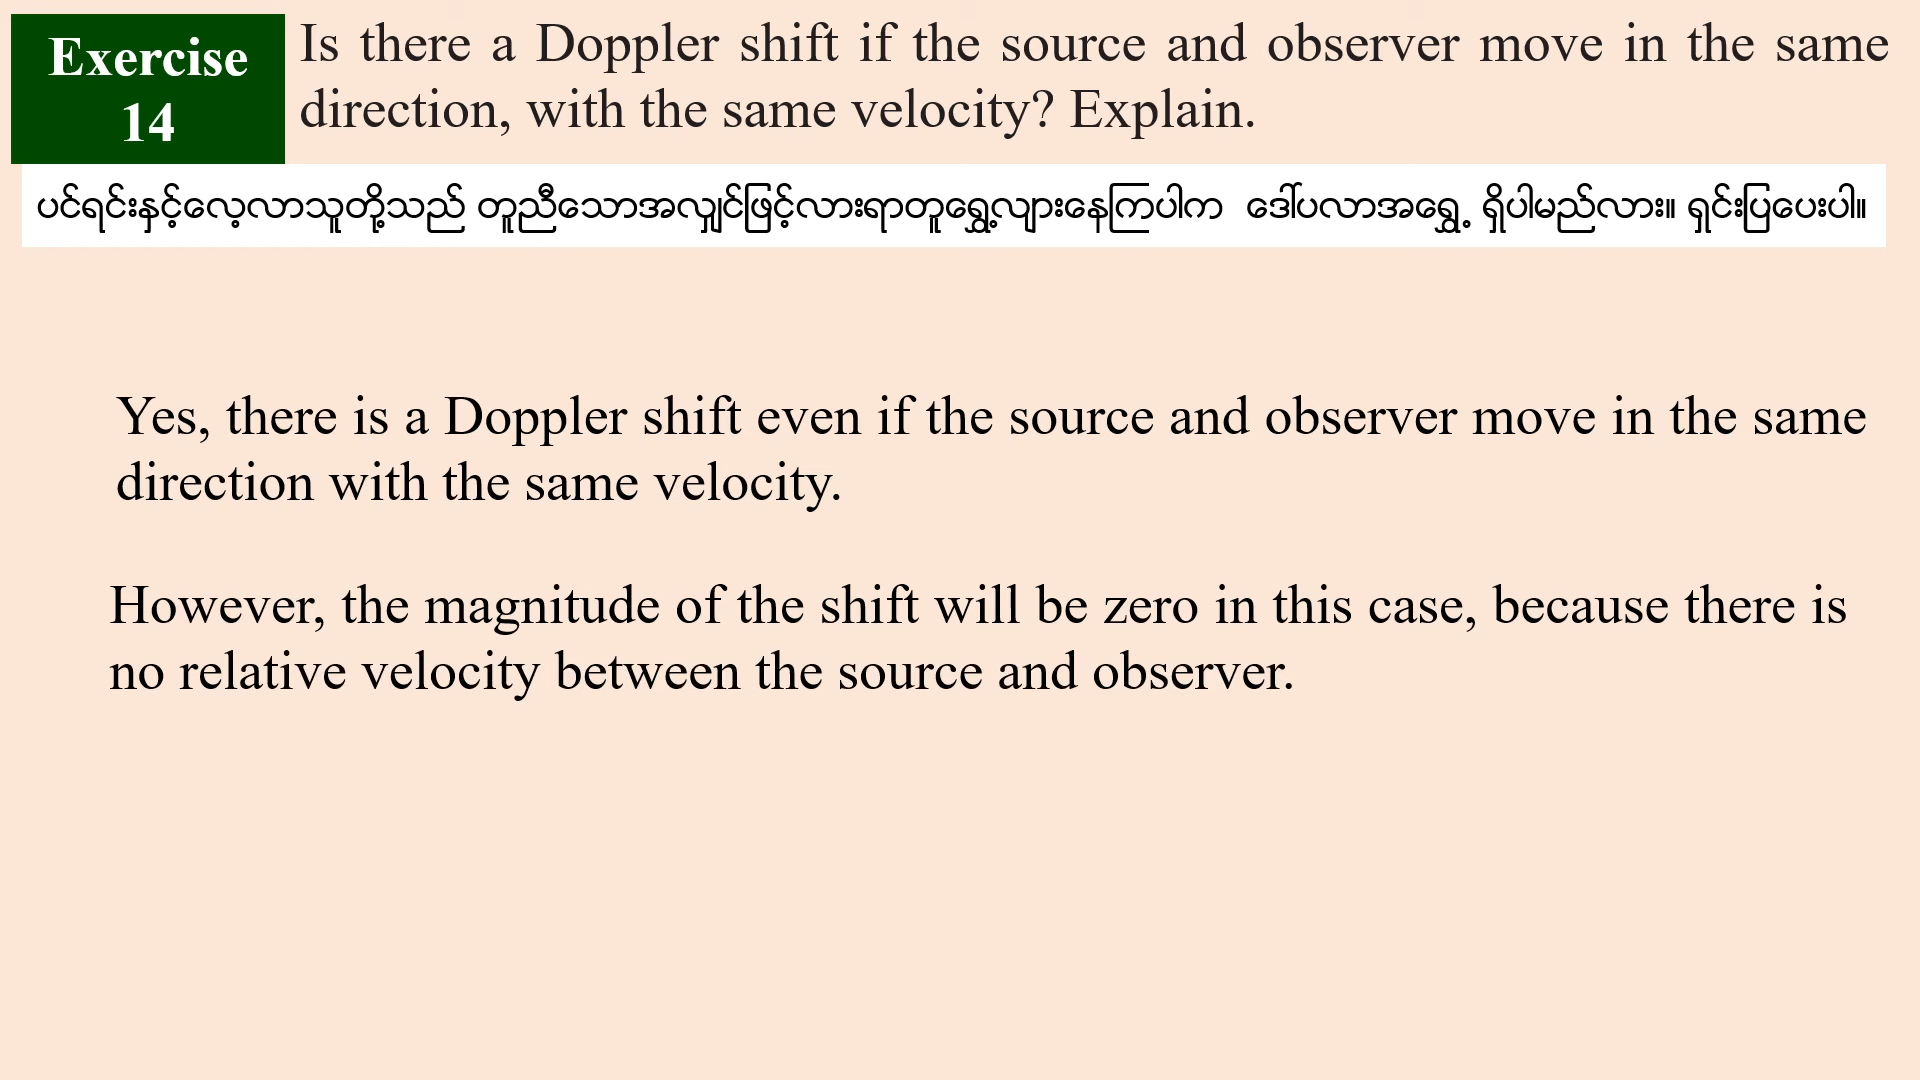 Exercise
14
Is there a Doppler shift if the source and observer move in the same
direction, with the same velocity? Explain.
ပင်ရင်းနှင့်လေ့လာသူတို့သည် တူညီသောအလျှင်ဖြင့်လားရာတူရွှေ့လျားနေကြပါက ဒေါ်ပလာအရွှေ့ ရှိပါမည်လား။ ရှင်းပြပေးပါ။
Yes, there is a Doppler shift even if the source and observer move in the same
direction with the same velocity.
However, the magnitude of the shift will be zero in this case, because there is
no relative velocity between the source and observer.